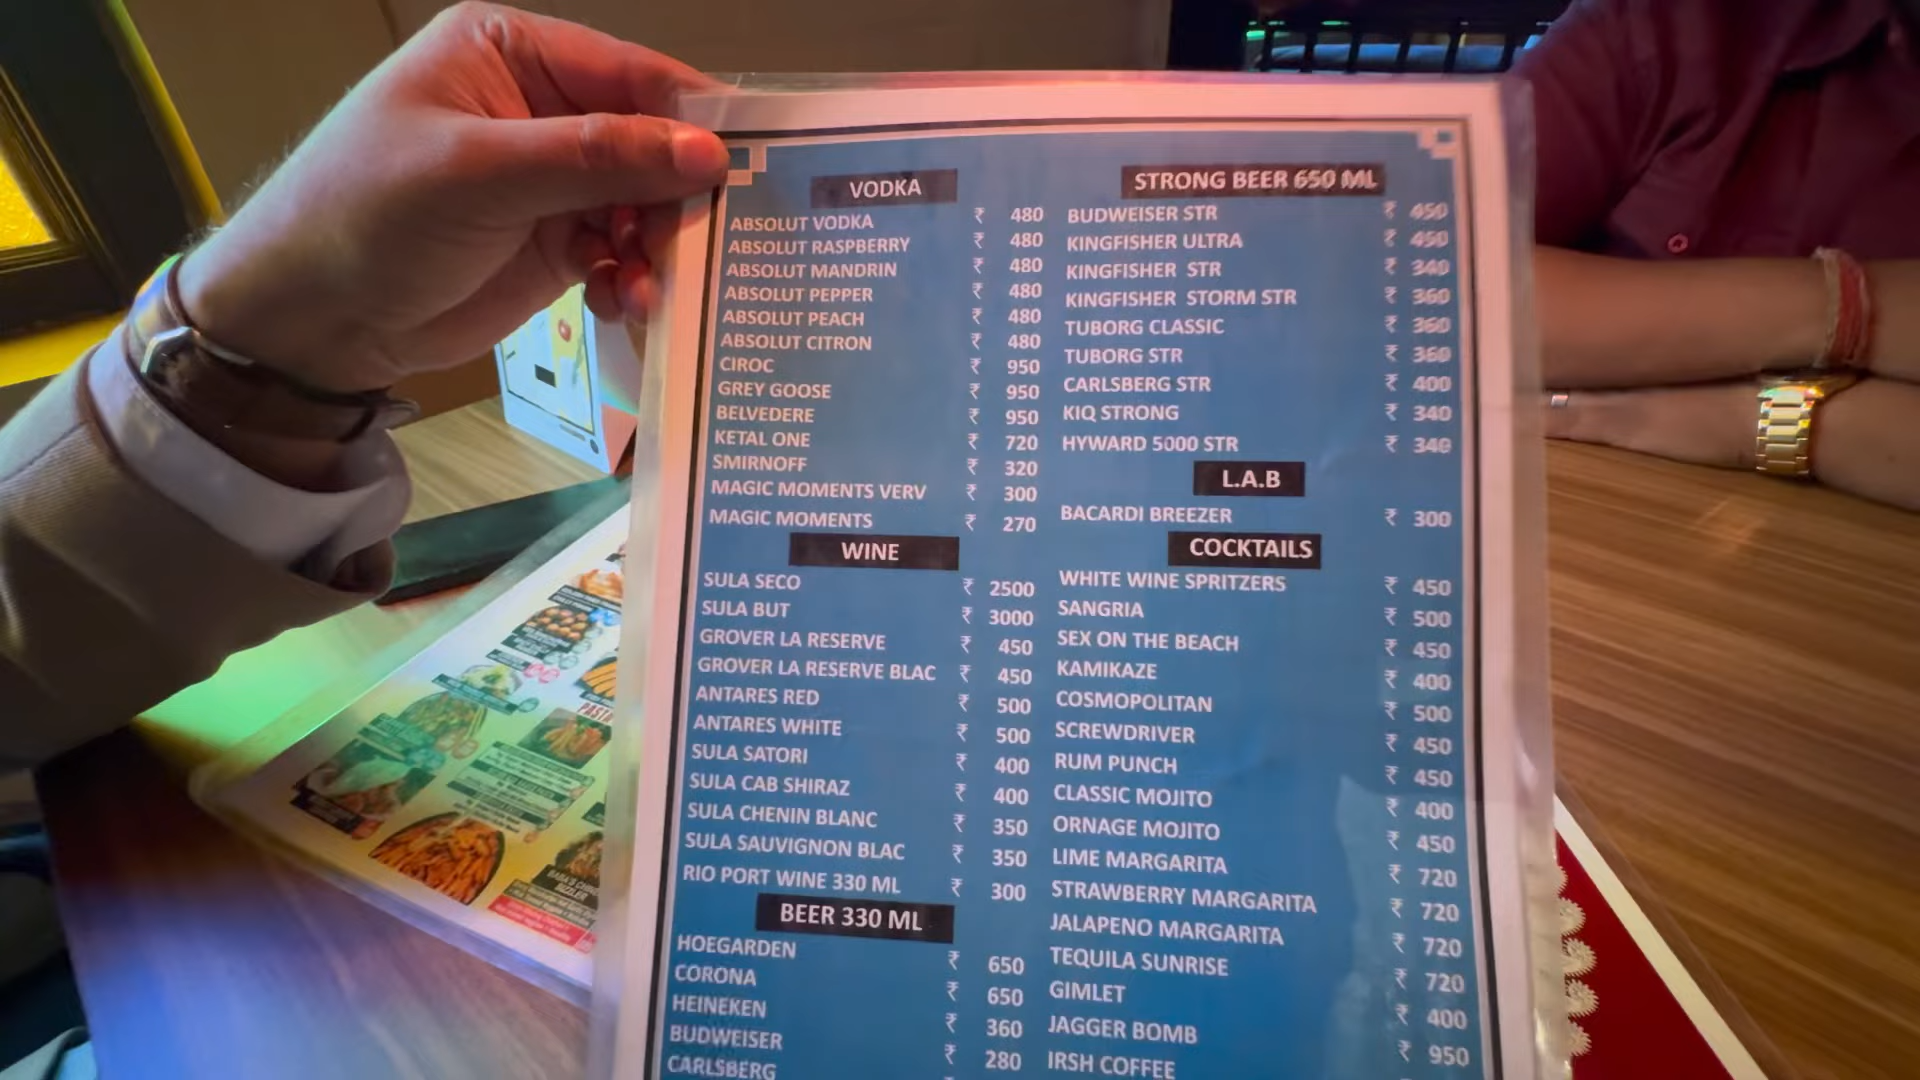 VODKA
ABSOLUT VODKA ₹ 480
ABSOLUT RASPBERRY ₹ 480
ABSOLUT MANDRIN ₹ 480
ABSOLUT PEPPER ₹ 480
ABSOLUT PEACH ₹ 480
ABSOLUT CITRON ₹ 480
CIROC ₹ 950
GREY GOOSE ₹ 950
BELVEDERE ₹ 950
KETAL ONE ₹ 720
SMIRNOFF ₹ 320
MAGIC MOMENTS VERV ₹ 300
MAGIC MOMENTS ₹ 270
WINE
SULA SECO ₹ 2500
SULA BUT ₹ 3000
GROVER LA RESERVE ₹ 450
GROVER LA RESERVE BLAC ₹ 450
ANTARES RED ₹ 500
ANTARES WHITE ₹ 500
SULA SATORI ₹ 400
SULA CAB SHIRAZ ₹ 400
SULA CHENIN BLANC ₹ 350
SULA SAUVIGNON BLAC ₹ 350
RIO PORT WINE 330 ML ₹ 300
BEER 330 ML
HOEGARDEN ₹ 650
CORONA ₹ 650
HEINEKEN ₹ 360
BUDWEISER ₹ 280
CARLSBERG
STRONG BEER 650 ML
BUDWEISER STR ₹ 450
KINGFISHER ULTRA ₹ 450
KINGFISHER STR ₹ 340
KINGFISHER STORM STR ₹ 360
TUBORG CLASSIC ₹ 360
TUBORG STR ₹ 360
CARLSBERG STR ₹ 400
KIQ STRONG ₹ 340
HYWARD 5000 STR ₹ 340
L.A.B
BACARDI BREEZER ₹ 300
COCKTAILS
WHITE WINE SPRITZERS ₹ 450
SANGRIA ₹ 500
SEX ON THE BEACH ₹ 450
KAMIKAZE ₹ 400
COSMOPOLITAN ₹ 500
SCREWDRIVER ₹ 450
RUM PUNCH ₹ 450
CLASSIC MOJITO ₹ 400
ORNAGE MOJITO ₹ 450
LIME MARGARITA ₹ 720
STRAWBERRY MARGARITA ₹ 720
JALAPENO MARGARITA ₹ 720
TEQUILA SUNRISE ₹ 720
GIMLET ₹ 400
JAGGER BOMB ₹ 950
IRSH COFFEE
PASTA